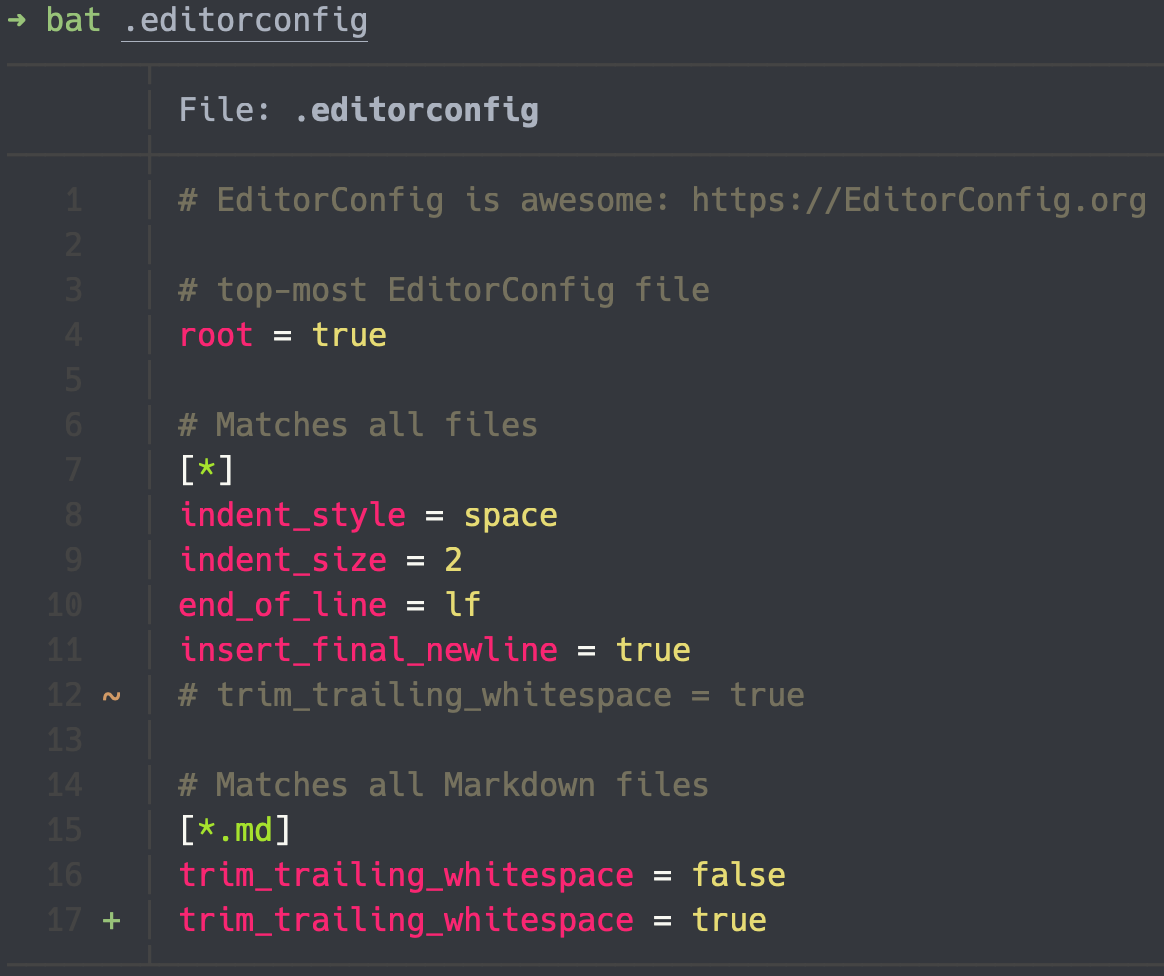 ➜ bat .editorconfig
File: .editorconfig
1 # EditorConfig is awesome: https://EditorConfig.org
2
3 # top-most EditorConfig file
4 root = true
5
6 # Matches all files
7 [*]
8 indent_style = space
9 indent_size = 2
10 end_of_line = lf
11 insert_final_newline = true
12 ~ # trim_trailing_whitespace = true
13
14 # Matches all Markdown files
15 [*.md]
16 trim_trailing_whitespace = false
17 + trim_trailing_whitespace = true